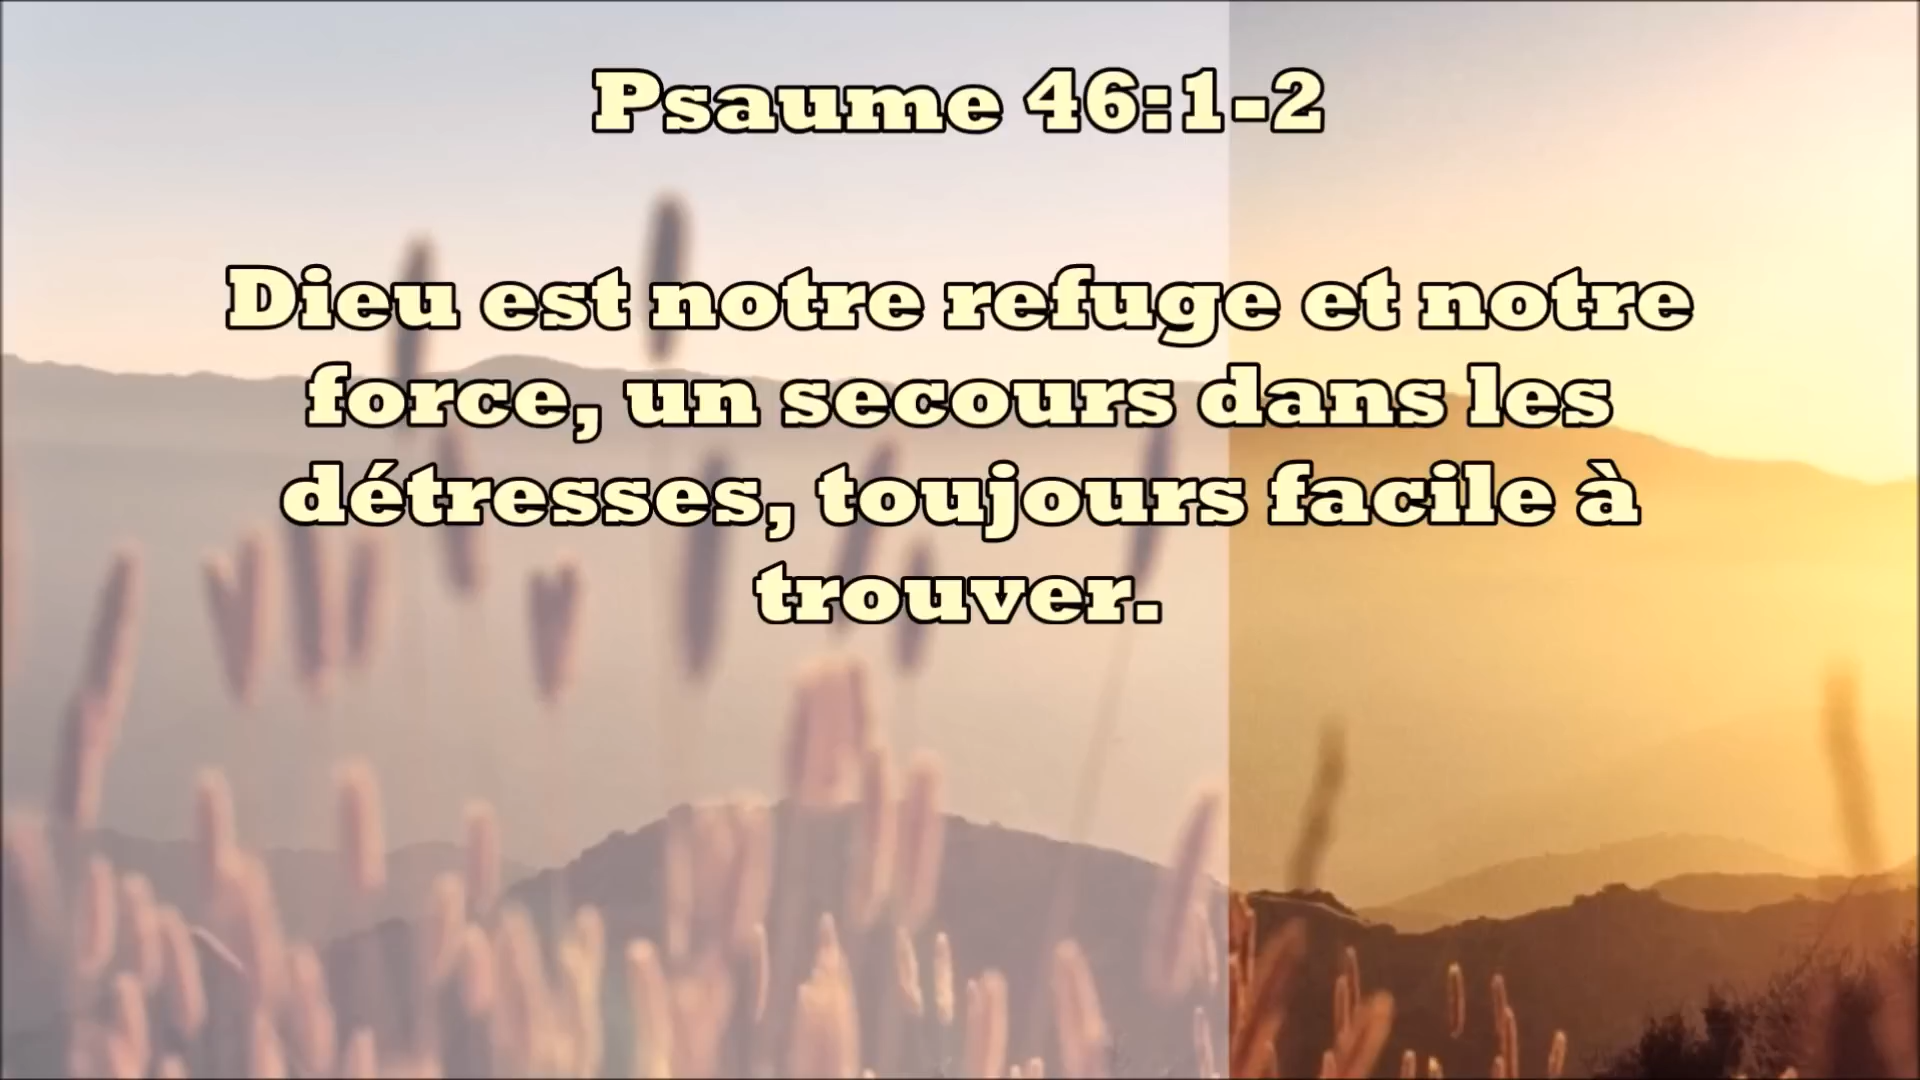 Psaume 46:1-2
Dieu est notre refuge et notre
force, un secours dans les
détresses, toujours facile à
trouver.